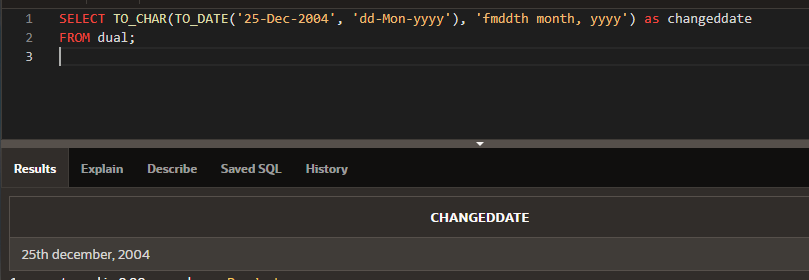 1 SELECT TO_CHAR(TO_DATE('25-Dec-2004', 'dd-Mon-yyyy'), 'fmddth month, yyyy') as changeddate
2 FROM dual;
3
Results Explain Describe Saved SQL History
CHANGEDDATE
25th december, 2004